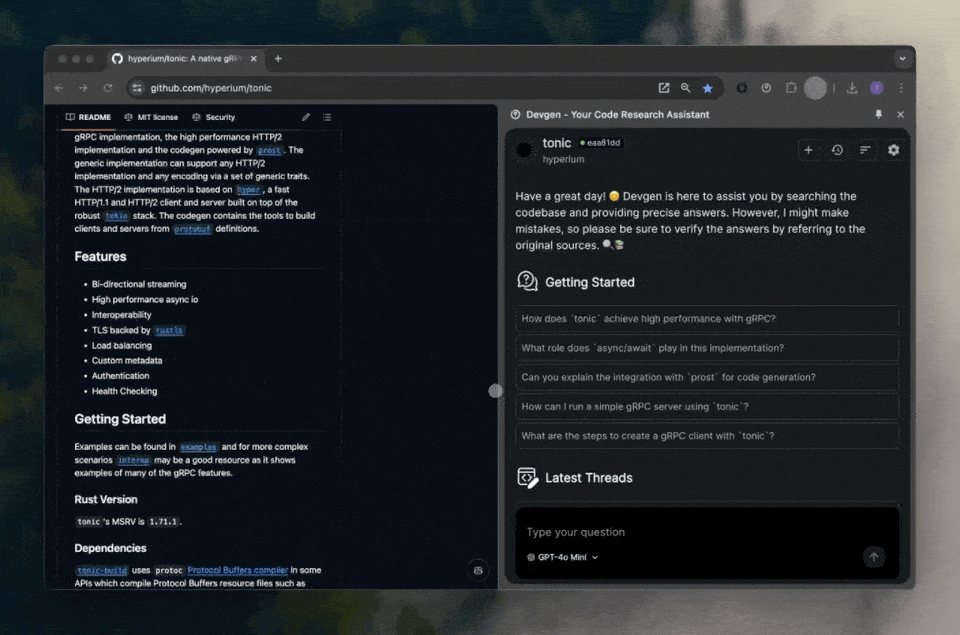 hyperium/tonic: A native gRP
github.com/hyperium/tonic
README
MIT license
Security
gRPC implementation, the high performance HTTP/2
implementation and the codegen powered by prost . The
generic implementation can support any HTTP/2
implementation and any encoding via a set of generic traits.
The HTTP/2 implementation is based on hyper , a fast
HTTP/1.1 and HTTP/2 client and server built on top of the
robust tokio stack. The codegen contains the tools to build
clients and servers from protobuf definitions.
Features
Bi-directional streaming
High performance async io
Interoperability
TLS backed by rustls
Load balancing
Custom metadata
Authentication
Health Checking
Getting Started
Examples can be found in examples and for more complex
scenarios interop may be a good resource as it shows
examples of many of the gRPC features.
Rust Version
tonic 's MSRV is 1.71.1 .
Dependencies
tonic-build uses protoc Protocol Buffers compiler in some
APIs which compile Protocol Buffers resource files such as
Devgen - Your Code Research Assistant
tonic
eaa81dd
hyperium
Have a great day! 😊 Devgen is here to assist you by searching the
codebase and providing precise answers. However, I might make
mistakes, so please be sure to verify the answers by referring to the
original sources. 🔍📚
Getting Started
How does `tonic` achieve high performance with gRPC?
What role does `async/await` play in this implementation?
Can you explain the integration with `prost` for code generation?
How can I run a simple gRPC server using `tonic`?
What are the steps to create a gRPC client with `tonic`?
Latest Threads
Type your question
GPT-4o Mini